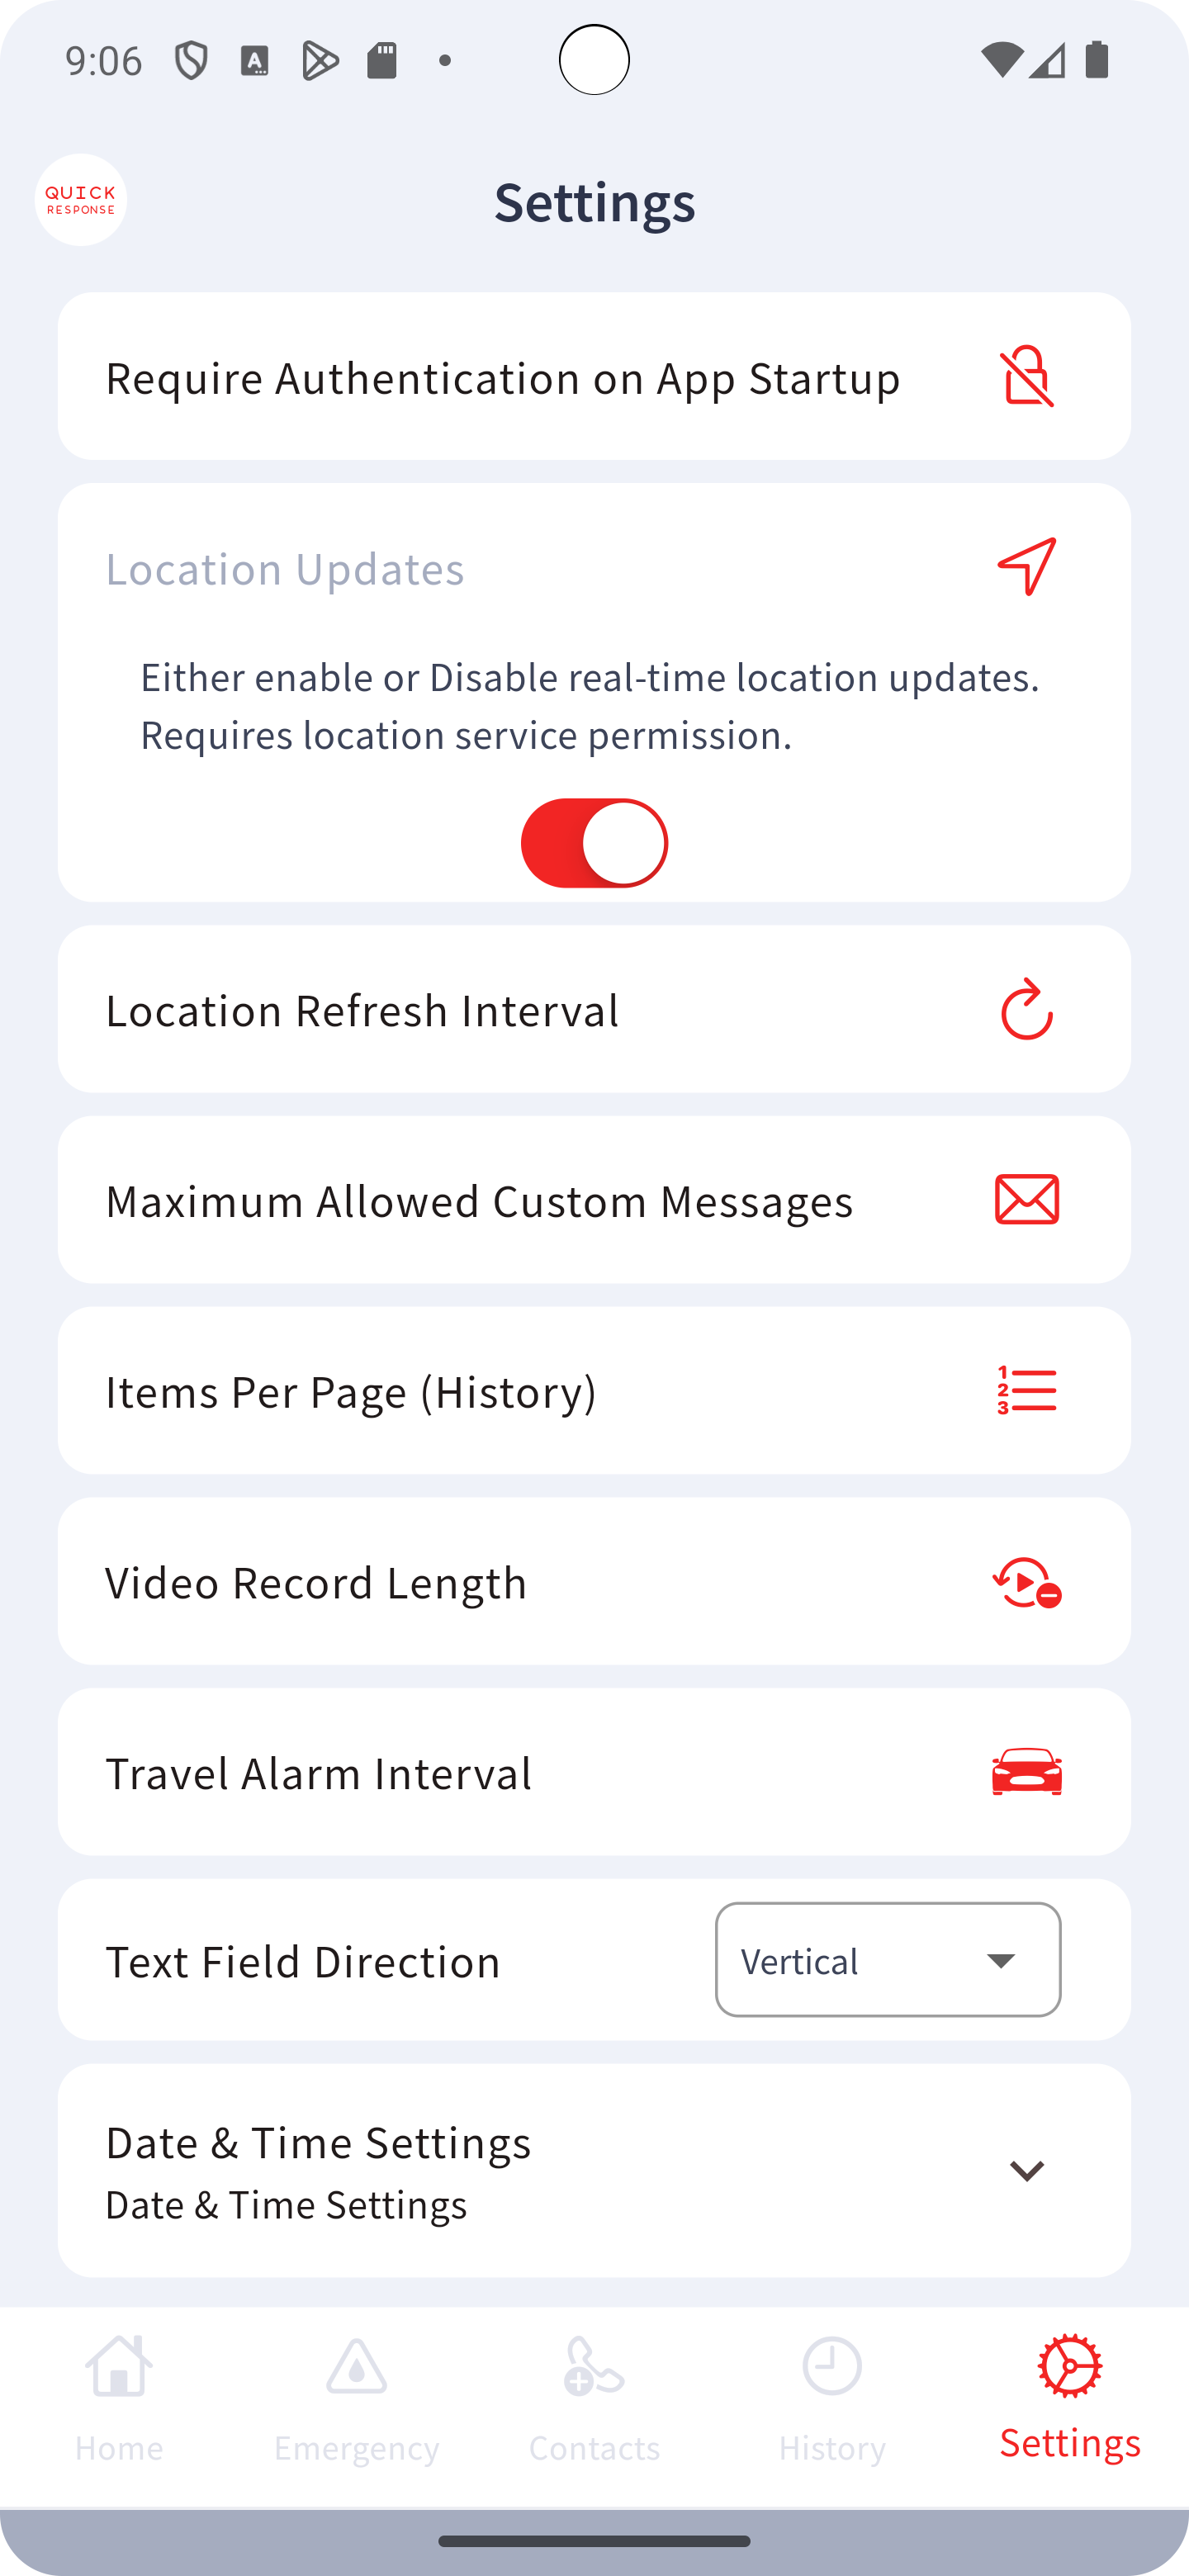 9:06
A
QUICK
RESPONSE
Settings
Require Authentication on App Startup
Location Updates
Either enable or Disable real-time location updates.
Requires location service permission.
Location Refresh Interval
Maximum Allowed Custom Messages
Items Per Page (History)
1
2
3
Video Record Length
Travel Alarm Interval
Text Field Direction
Vertical
Date & Time Settings
Date & Time Settings
Home
Emergency
Contacts
History
Settings